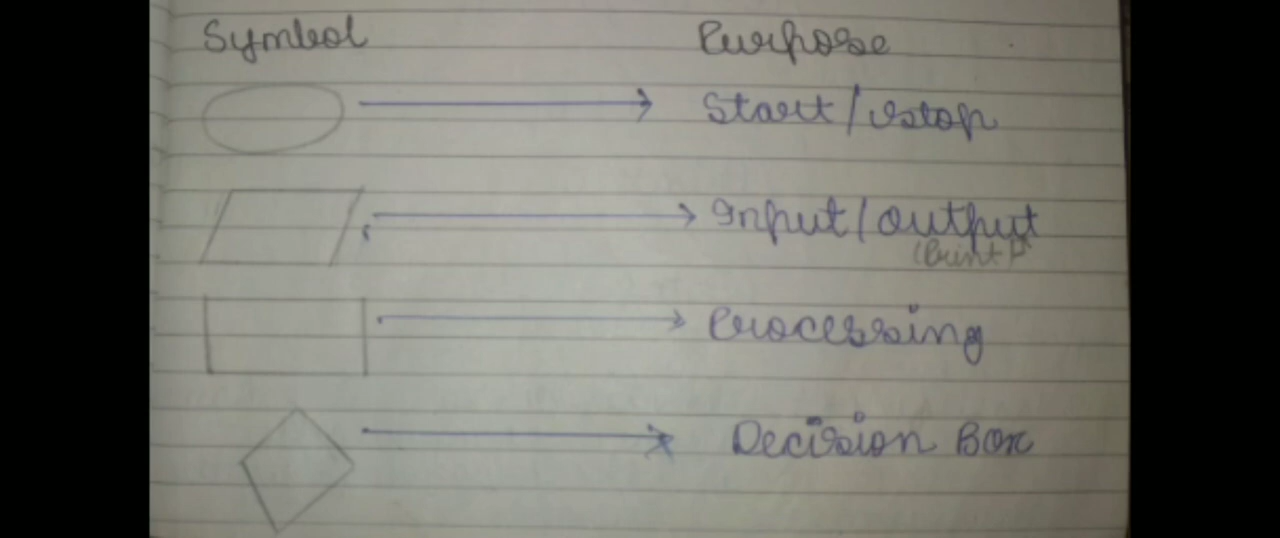 Symbol Purpose
Start/stop
Input/output
(Print)
Processing
Decision Box